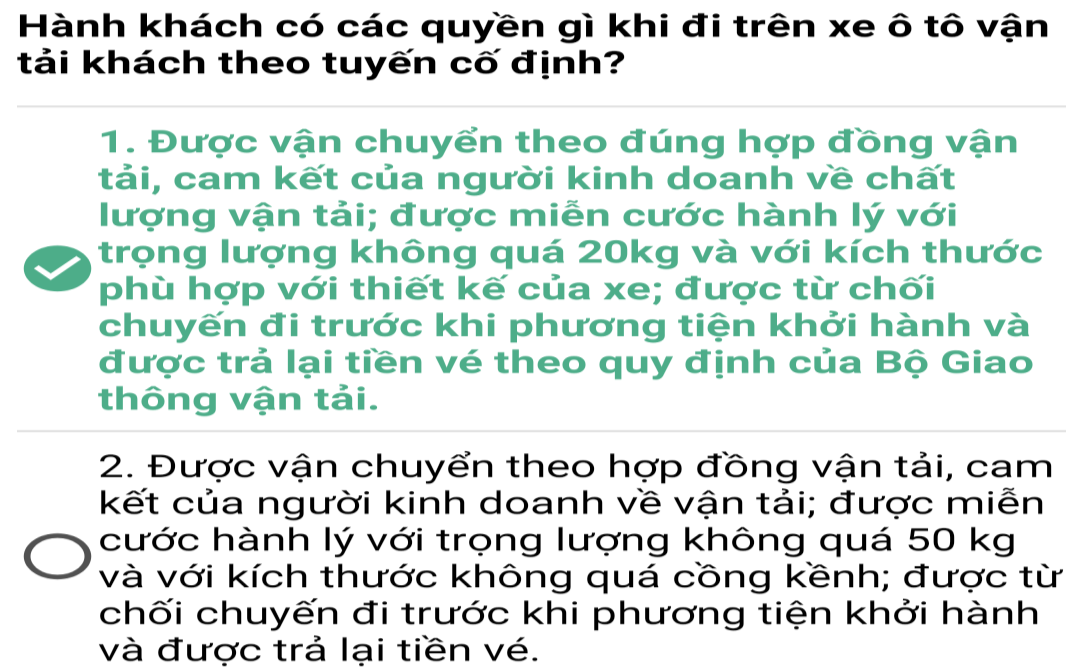 Hành khách có các quyền gì khi đi trên xe ô tô vận
tải khách theo tuyến cố định?
1. Được vận chuyển theo đúng hợp đồng vận
tải, cam kết của người kinh doanh về chất
lượng vận tải; được miễn cước hành lý với
trọng lượng không quá 20kg và với kích thước
phù hợp với thiết kế của xe; được từ chối
chuyến đi trước khi phương tiện khởi hành và
được trả lại tiền vé theo quy định của Bộ Giao
thông vận tải.
2. Được vận chuyển theo hợp đồng vận tải, cam
kết của người kinh doanh về vận tải; được miễn
cước hành lý với trọng lượng không quá 50 kg
và với kích thước không quá cồng kềnh; được từ
chối chuyến đi trước khi phương tiện khởi hành
và được trả lại tiền vé.